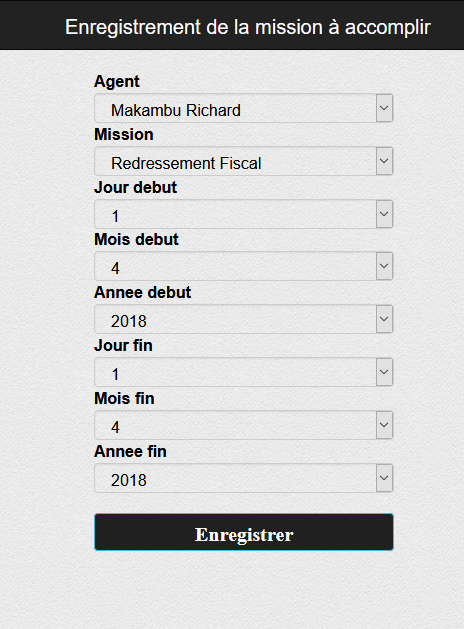 Enregistrement de la mission à accomplir
Agent
Makambu Richard
Mission
Redressement Fiscal
Jour debut
1
Mois debut
4
Annee debut
2018
Jour fin
1
Mois fin
4
Annee fin
2018
Enregistrer